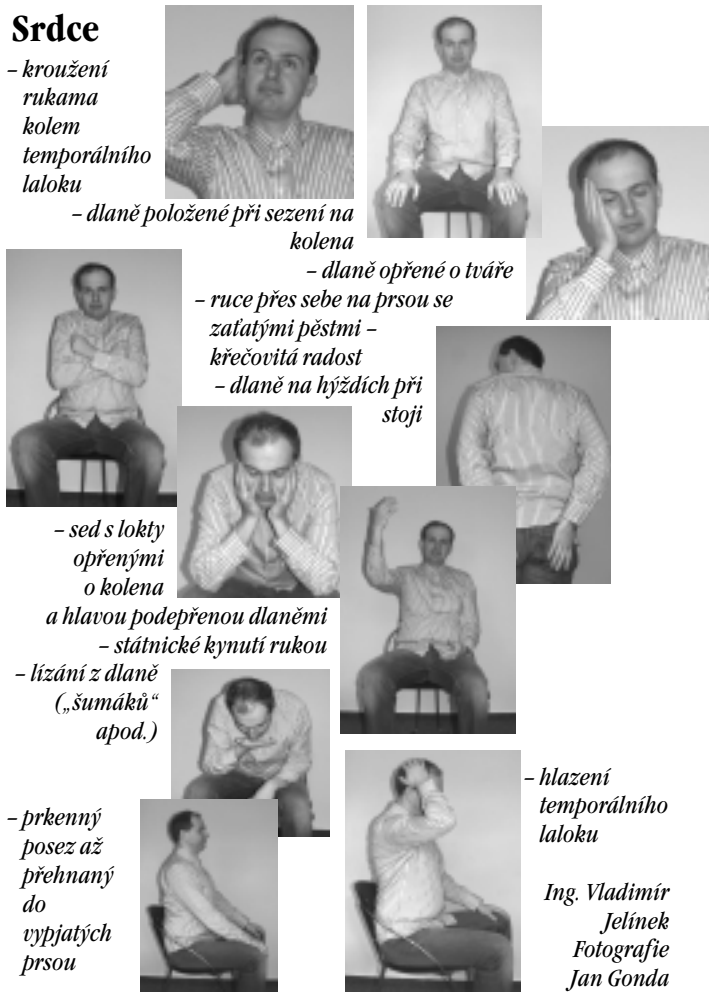 Srdce
– kroužení
rukama
kolem
temporálního
laloku
– dlaně položené při sezení na
kolena
– dlaně opřené o tváře
– ruce přes sebe na prsou se
zaťatými pěstmi –
křečovitá radost
– dlaně na hýždích při
stoji
– sed s lokty
opřenými
o kolena
a hlavou podepřenou dlaněmi
– státnické kynutí rukou
– lízání z dlaně
(„šumáků“
apod.)
– prkenný
posez až
přehnaný
do
vypjatých
prsou
– hlazení
temporálního
laloku
Ing. Vladimír
Jelínek
Fotografie
Jan Gonda